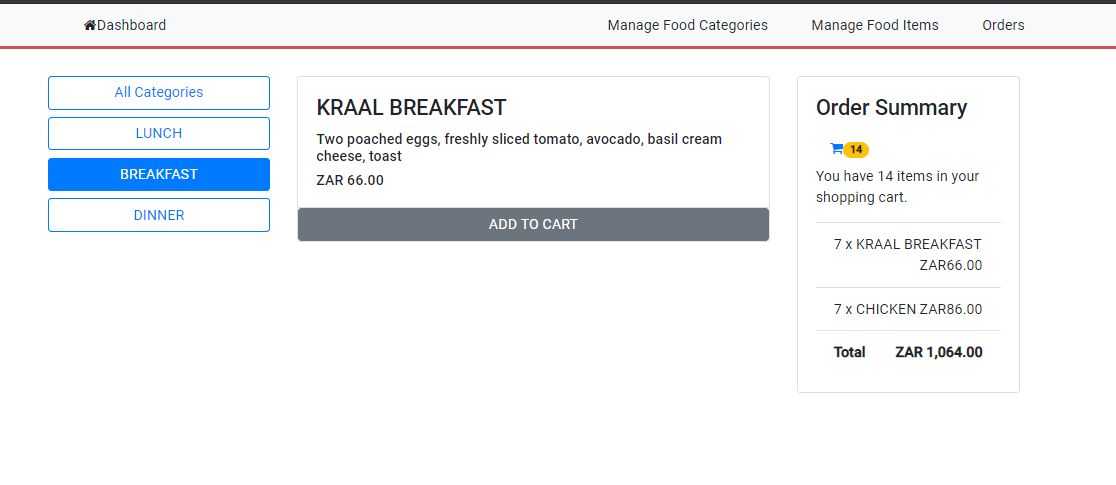 Dashboard
Manage Food Categories
Manage Food Items
Orders
All Categories
LUNCH
BREAKFAST
DINNER
KRAAL BREAKFAST
Two poached eggs, freshly sliced tomato, avocado, basil cream
cheese, toast
ZAR 66.00
ADD TO CART
Order Summary
14
You have 14 items in your
shopping cart.
7 x KRAAL BREAKFAST
ZAR66.00
7 x CHICKEN ZAR86.00
Total ZAR 1,064.00